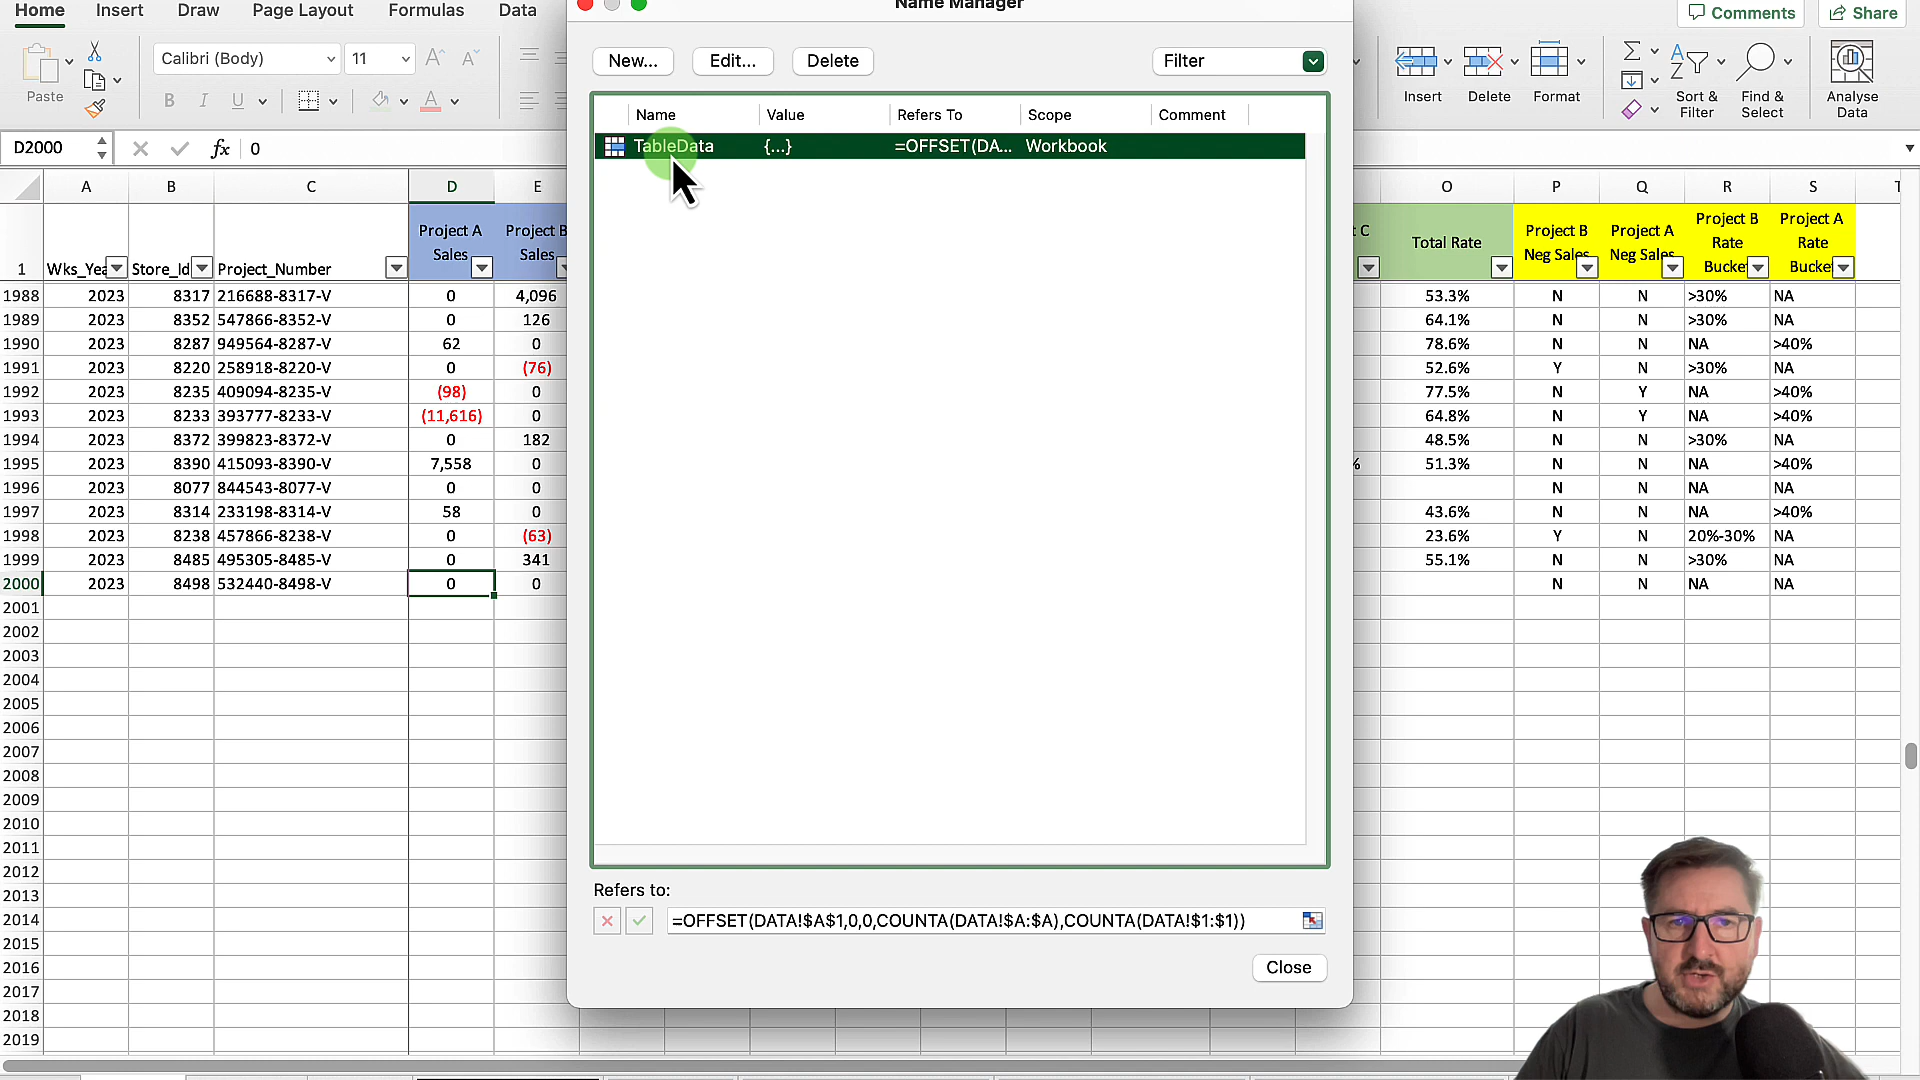 Home Insert Draw Page Layout Formulas Data
Name Manager
Comments Share
Paste
Calibri (Body) 11
B I U
Insert Delete Format
Sort & Filter
Find & Select
Analyse Data
D2000 fx 0
New... Edit... Delete Filter
Name Value Refers To Scope Comment
TableData {...} =OFFSET(DA... Workbook
A B C D E O P Q R S
1 Wks_Yea Store_Id Project_Number
Project A Sales
Project B Sales
t C
Total Rate
Project B Neg Sales
Project A Neg Sales
Project B Rate Bucke
Project A Rate Bucke
1988 2023 8317 216688-8317-V 0 4,096 53.3% N N >30% NA
1989 2023 8352 547866-8352-V 0 126 64.1% N N >30% NA
1990 2023 8287 949564-8287-V 62 0 78.6% N N NA >40%
1991 2023 8220 258918-8220-V 0 (76) 52.6% Y N >30% NA
1992 2023 8235 409094-8235-V (98) 0 77.5% N Y NA >40%
1993 2023 8233 393777-8233-V (11,616) 0 64.8% N Y NA >40%
1994 2023 8372 399823-8372-V 0 182 48.5% N N >30% NA
1995 2023 8390 415093-8390-V 7,558 0 % 51.3% N N NA >40%
1996 2023 8077 844543-8077-V 0 0 N N NA NA
1997 2023 8314 233198-8314-V 58 0 43.6% N N NA >40%
1998 2023 8238 457866-8238-V 0 (63) 23.6% Y N 20%-30% NA
1999 2023 8485 495305-8485-V 0 341 55.1% N N >30% NA
2000 2023 8498 532440-8498-V 0 0 N N NA NA
2001
2002
2003
2004
2005
2006
2007
2008
2009
2010
2011
2012
2013
2014
2015
2016
2017
2018
2019
Refers to:
=OFFSET(DATA!$A$1,0,0,COUNTA(DATA!$A:$A),COUNTA(DATA!$1:$1))
Close